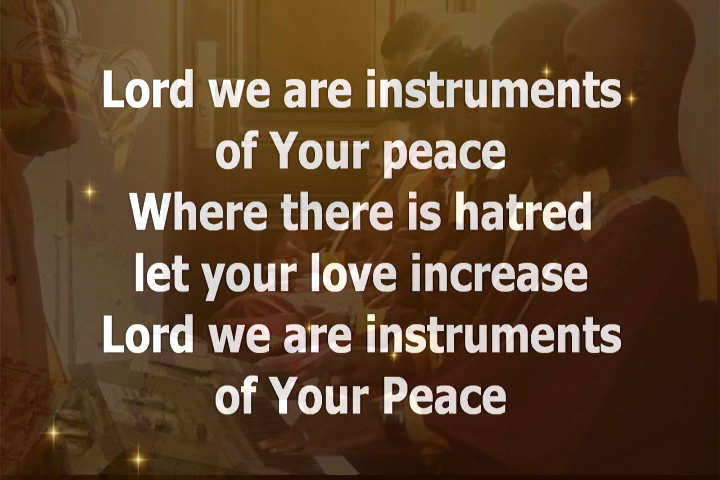 Lord we are instruments
of Your peace
Where there is hatred
let your love increase
Lord we are instruments
of Your Peace